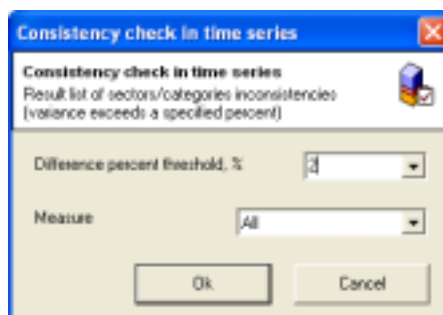 Consistency check in time series
Consistency check in time series
Result list of sectors/categories inconsistencies
(variance exceeds a specified percent)
Difference percent threshold, % 2
Measure All
Ok Cancel